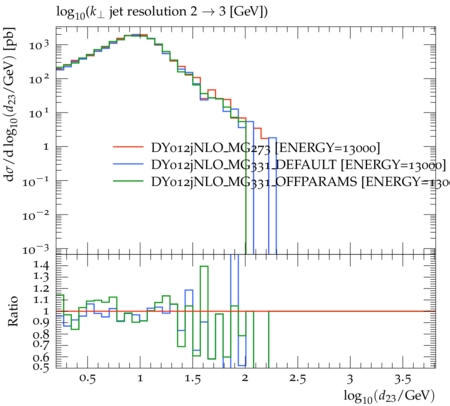 log₁₀(k⊥ jet resolution 2 → 3 [GeV])
dσ/d log₁₀(d₂₃/GeV) [pb]
10³
10²
10¹
1
10⁻¹
10⁻²
10⁻³
DY012jNLO_MG273 [ENERGY=13000]
DY012jNLO_MG331_DEFAULT [ENERGY=13000]
DY012jNLO_MG331_OFFPARAMS [ENERGY=130
Ratio
1.4
1.3
1.2
1.1
1
0.9
0.8
0.7
0.6
0.5
0.5 1 1.5 2 2.5 3 3.5
log₁₀(d₂₃/GeV)